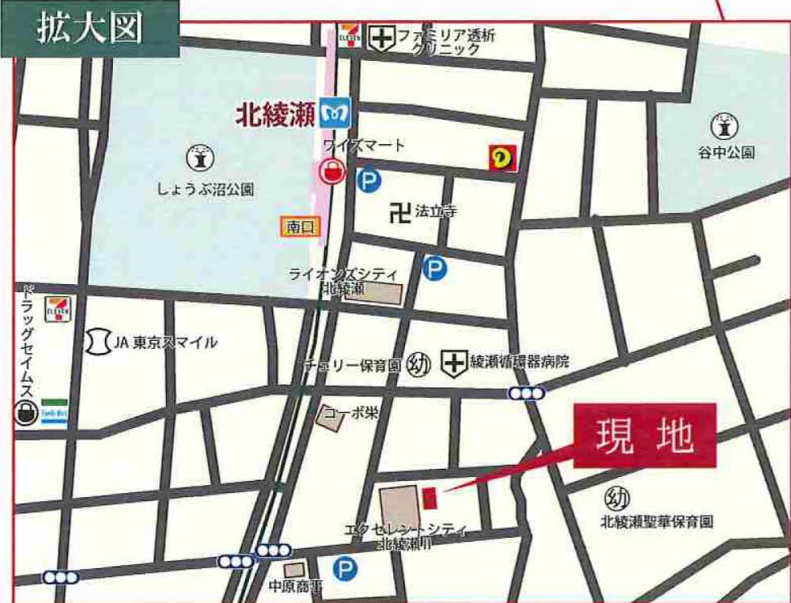 拡大図
ELEVEN
ファミリア透析
クリニック
北綾瀬
ワイズマート
しょうぶ沼公園
谷中公園
P
卍 法立寺
南口
P
ライオンズシティ
北綾瀬
ドラッグセイムス
ELEVEN
JA 東京スマイル
チェリー保育園
幼
綾瀬循環器病院
コーポ栄
現 地
幼
北綾瀬聖華保育園
エクセレントシティ
北綾瀬II
中原商事
P